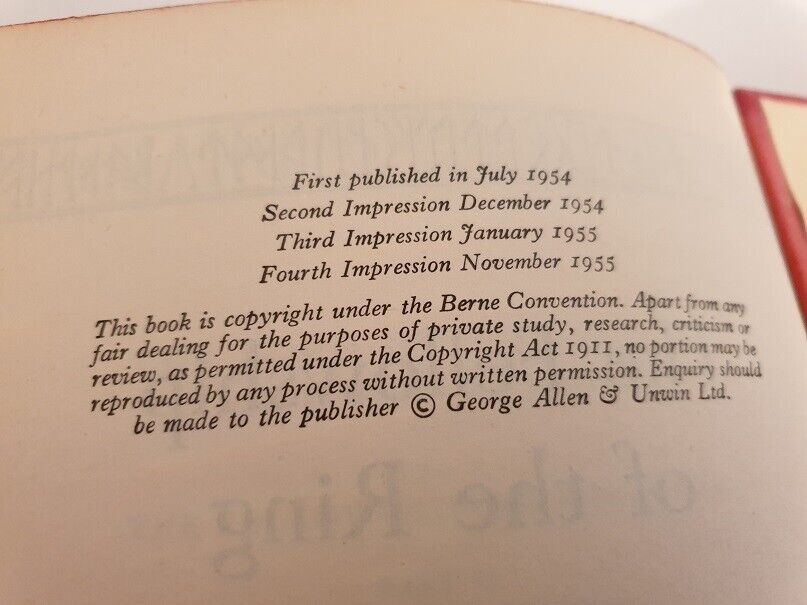 First published in July 1954
Second Impression December 1954
Third Impression January 1955
Fourth Impression November 1955
This book is copyright under the Berne Convention. Apart from any
fair dealing for the purposes of private study, research, criticism or
review, as permitted under the Copyright Act 1911, no portion may be
reproduced by any process without written permission. Enquiry should
be made to the publisher © George Allen & Unwin Ltd.
of the Ring